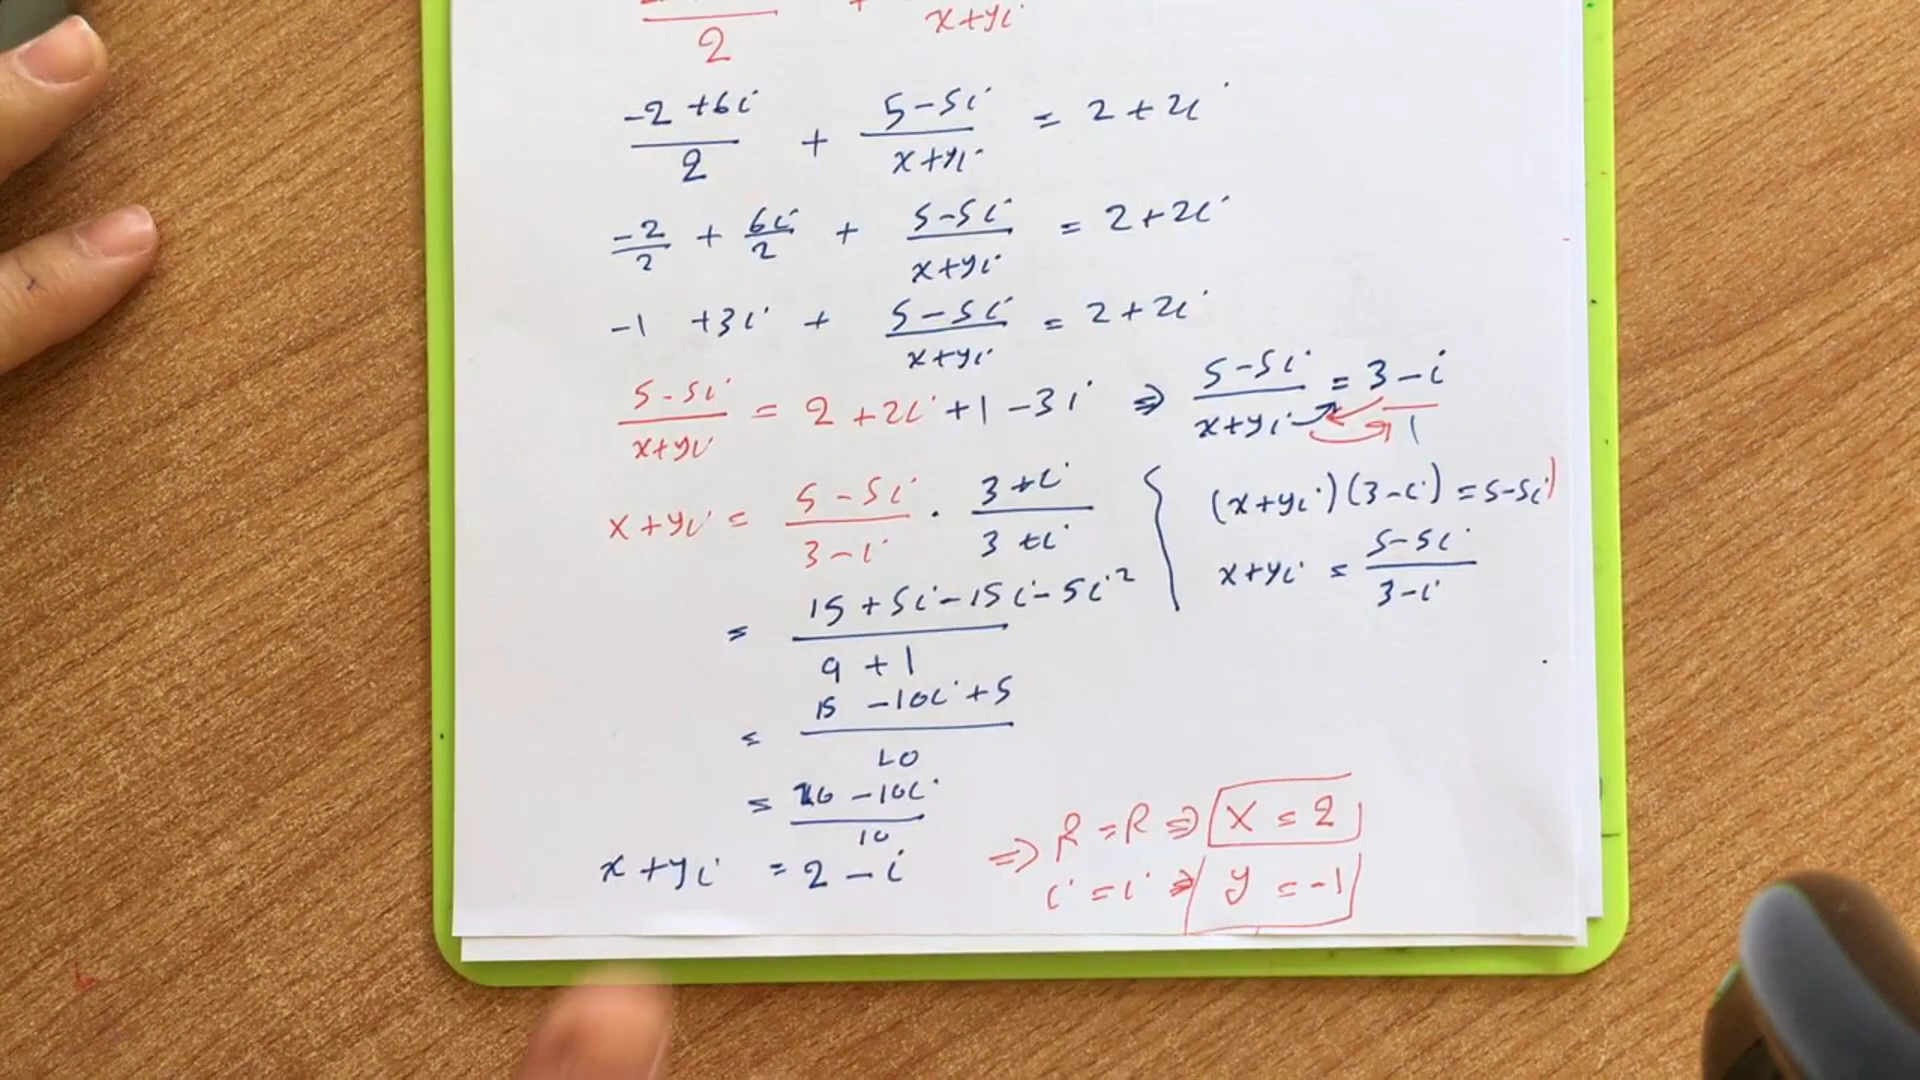 2 + x+yi
-2+6i/2 + 5-5i/x+yi = 2+2i
-2/2 + 6i/2 + 5-5i/x+yi = 2+2i
-1 +3i + 5-5i/x+yi = 2+2i
5-5i/x+yi = 2+2i+1-3i ⇒ 5-5i/x+yi = 3-i/1
x+yi = 5-5i/3-i · 3+i/3+i
(x+yi)(3-i) = 5-5i
x+yi = 5-5i/3-i
= 15+5i-15i-5i²/9+1
= 15-10i+5/10
= 20-10i/10
x+yi = 2-i
⇒ R=R ⇒ x=2
i=i ⇒ y=-1